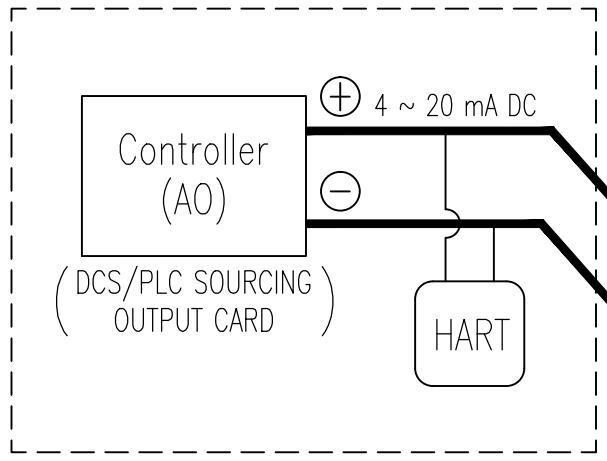 ⊕ 4 ~ 20 mA DC
Controller
(AO)
⊖
( DCS/PLC SOURCING
OUTPUT CARD )
HART